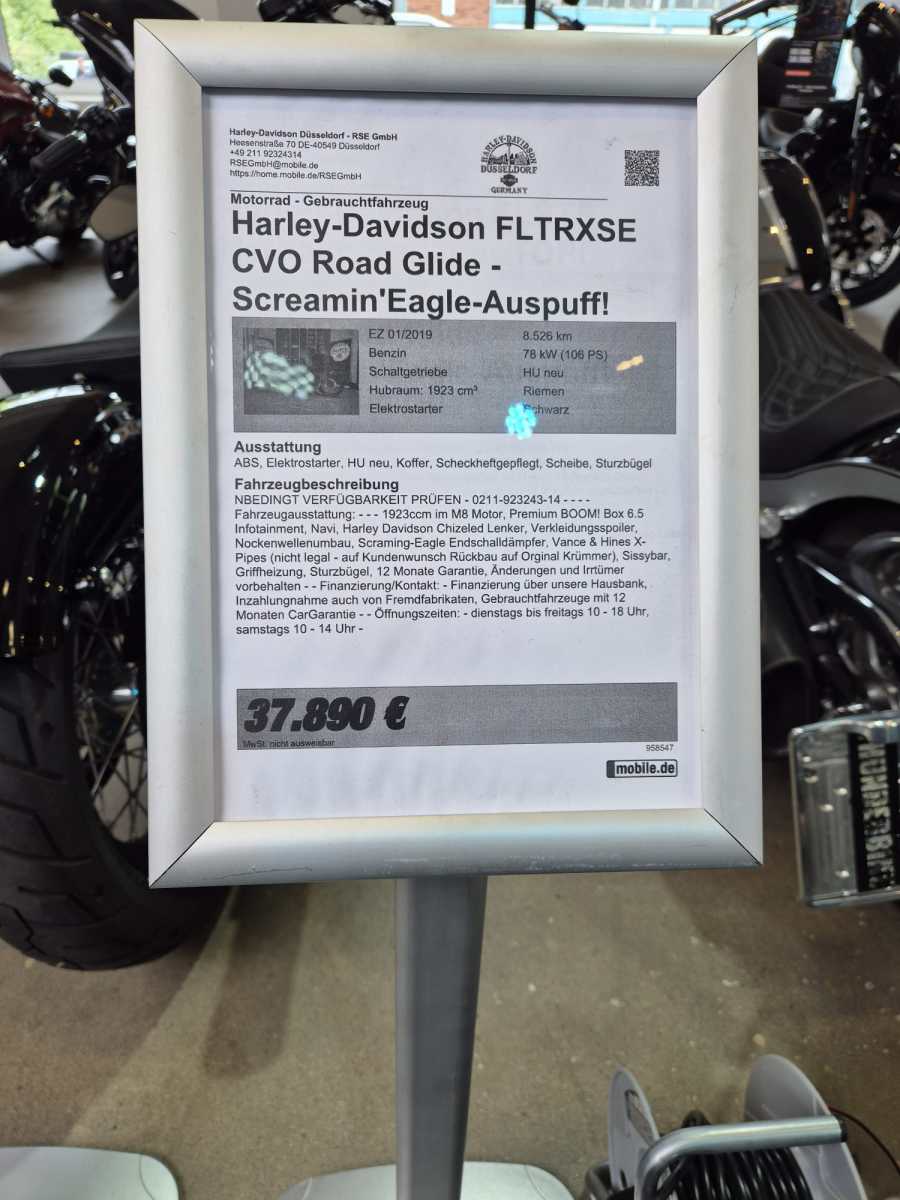 Harley-Davidson Düsseldorf - RSE GmbH
Heesenstraße 70 DE-40549 Düsseldorf
+49 211 92324314
RSEGmbH@mobile.de
https://home.mobile.de/RSEGmbH
HARLEY-DAVIDSON
DÜSSELDORF
GERMANY
Motorrad - Gebrauchtfahrzeug
Harley-Davidson FLTRXSE
CVO Road Glide -
Screamin'Eagle-Auspuff!
EZ 01/2019 8.526 km
Benzin 78 kW (106 PS)
Schaltgetriebe HU neu
Hubraum: 1923 cm³ Riemen
Elektrostarter Schwarz
Ausstattung
ABS, Elektrostarter, HU neu, Koffer, Scheckheftgepflegt, Scheibe, Sturzbügel
Fahrzeugbeschreibung
NBEDINGT VERFÜGBARKEIT PRÜFEN - 0211-923243-14 - - - -
Fahrzeugausstattung: - - - 1923ccm im M8 Motor, Premium BOOM! Box 6.5
Infotainment, Navi, Harley Davidson Chizeled Lenker, Verkleidungsspoiler,
Nockenwellenumbau, Scraming-Eagle Endschalldämpfer, Vance & Hines X-
Pipes (nicht legal - auf Kundenwunsch Rückbau auf Orginal Krümmer), Sissybar,
Griffheizung, Sturzbügel, 12 Monate Garantie, Änderungen und Irrtümer
vorbehalten - - Finanzierung/Kontakt: - Finanzierung über unsere Hausbank,
Inzahlungnahme auch von Fremdfabrikaten, Gebrauchtfahrzeuge mit 12
Monaten CarGarantie - - Öffnungszeiten: - dienstags bis freitags 10 - 18 Uhr,
samstags 10 - 14 Uhr -
37.890 €
MwSt. nicht ausweisbar
958547
mobile.de